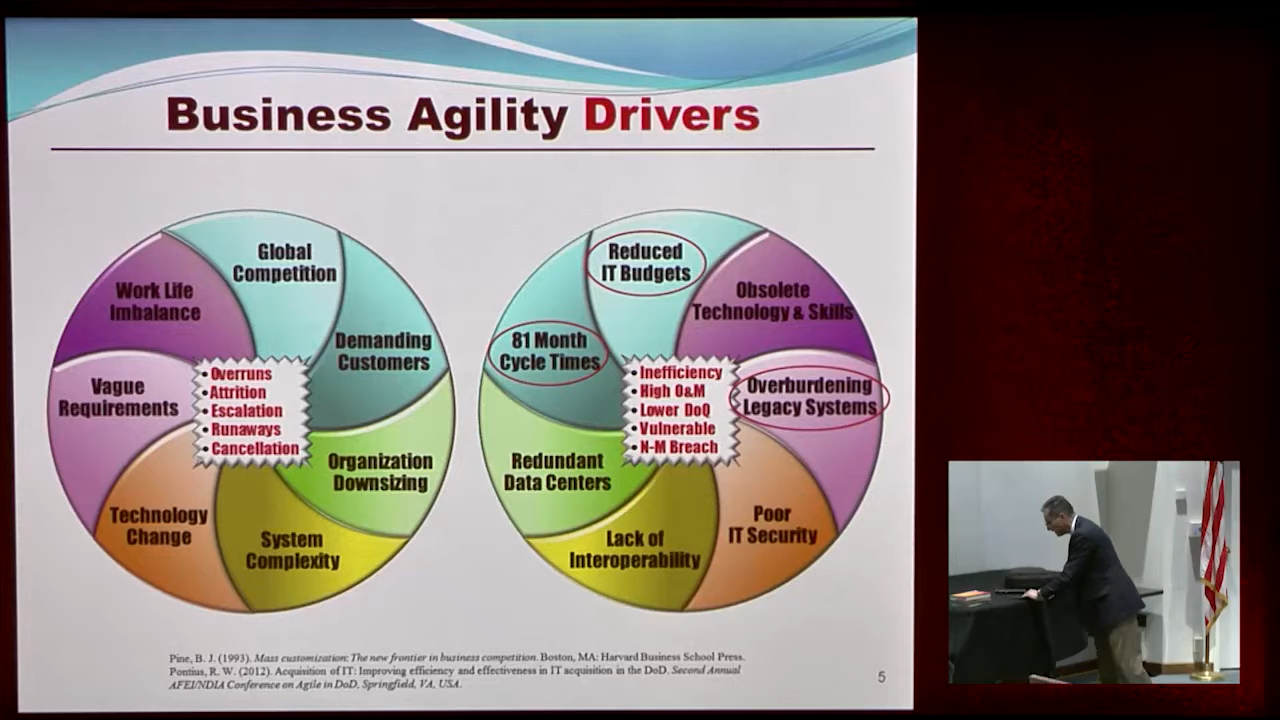 Business Agility Drivers
Global
Competition
Work Life
Imbalance
Demanding
Customers
Vague
Requirements
• Overruns
• Attrition
• Escalation
• Runaways
• Cancellation
Organization
Downsizing
Technology
Change
System
Complexity
Reduced
IT Budgets
Obsolete
Technology & Skills
81 Month
Cycle Times
• Inefficiency
• High O&M
• Lower DoQ
• Vulnerable
• N-M Breach
Overburdening
Legacy Systems
Redundant
Data Centers
Poor
IT Security
Lack of
Interoperability
Pine, B. J. (1993). Mass customization: The new frontier in business competition. Boston, MA: Harvard Business School Press.
Pontius, R. W. (2012). Acquisition of IT: Improving efficiency and effectiveness in IT acquisition in the DoD. Second Annual
AFEI/NDIA Conference on Agile in DoD, Springfield, VA, USA.
5